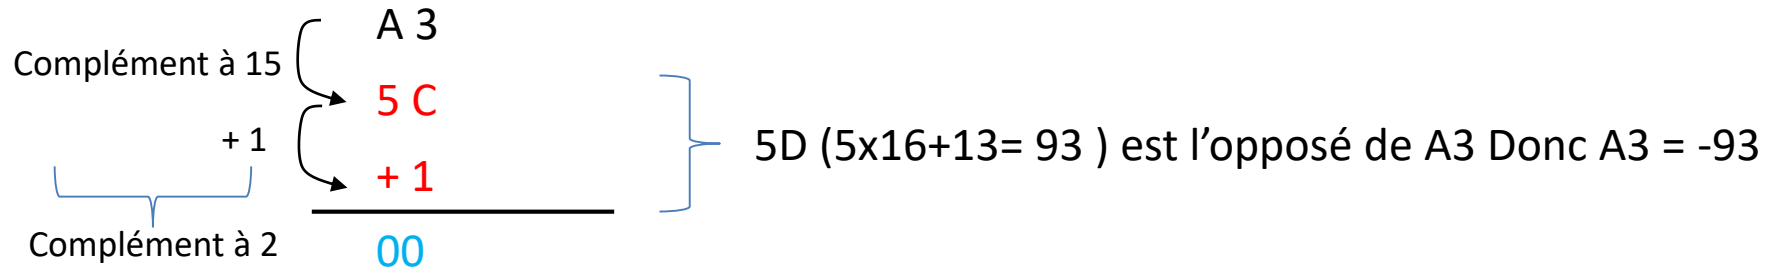 A 3
Complément à 15
5 C
+ 1
5D (5x16+13= 93 ) est l’opposé de A3 Donc A3 = -93
+ 1
Complément à 2
00